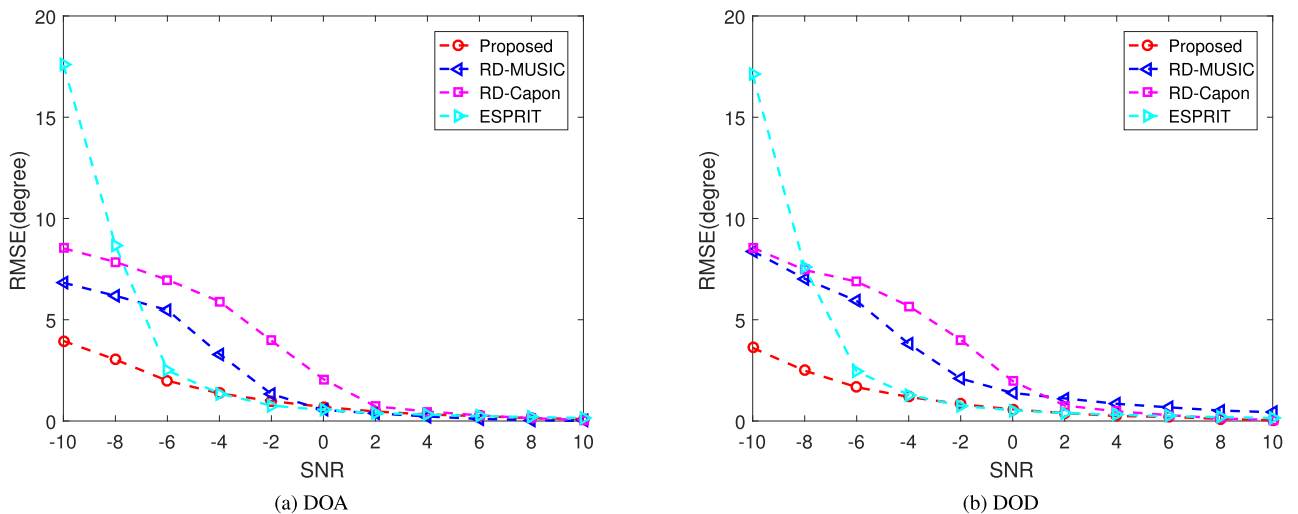 20
15
10
5
0
RMSE(degree)
-10 -8 -6 -4 -2 0 2 4 6 8 10
SNR
Proposed
RD-MUSIC
RD-Capon
ESPRIT
(a) DOA
20
15
10
5
0
RMSE(degree)
-10 -8 -6 -4 -2 0 2 4 6 8 10
SNR
Proposed
RD-MUSIC
RD-Capon
ESPRIT
(b) DOD